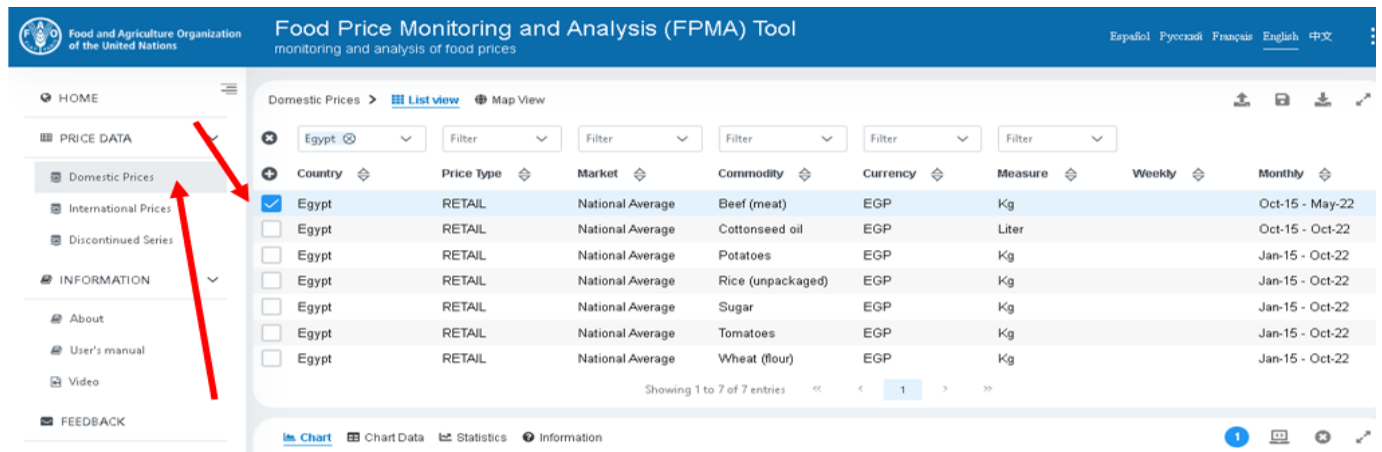 Food and Agriculture Organization
of the United Nations
Food Price Monitoring and Analysis (FPMA) Tool
monitoring and analysis of food prices
Español Русский Français English 中文
HOME
PRICE DATA
Domestic Prices
International Prices
Discontinued Series
INFORMATION
About
User's manual
Video
FEEDBACK
Domestic Prices > List view Map View
Egypt Filter Filter Filter Filter Filter
Country Price Type Market Commodity Currency Measure Weekly Monthly
Egypt RETAIL National Average Beef (meat) EGP Kg Oct-15 - May-22
Egypt RETAIL National Average Cottonseed oil EGP Liter Oct-15 - Oct-22
Egypt RETAIL National Average Potatoes EGP Kg Jan-15 - Oct-22
Egypt RETAIL National Average Rice (unpackaged) EGP Kg Jan-15 - Oct-22
Egypt RETAIL National Average Sugar EGP Kg Jan-15 - Oct-22
Egypt RETAIL National Average Tomatoes EGP Kg Jan-15 - Oct-22
Egypt RETAIL National Average Wheat (flour) EGP Kg Jan-15 - Oct-22
Showing 1 to 7 of 7 entries « < 1 > »
Chart Chart Data Statistics Information 1